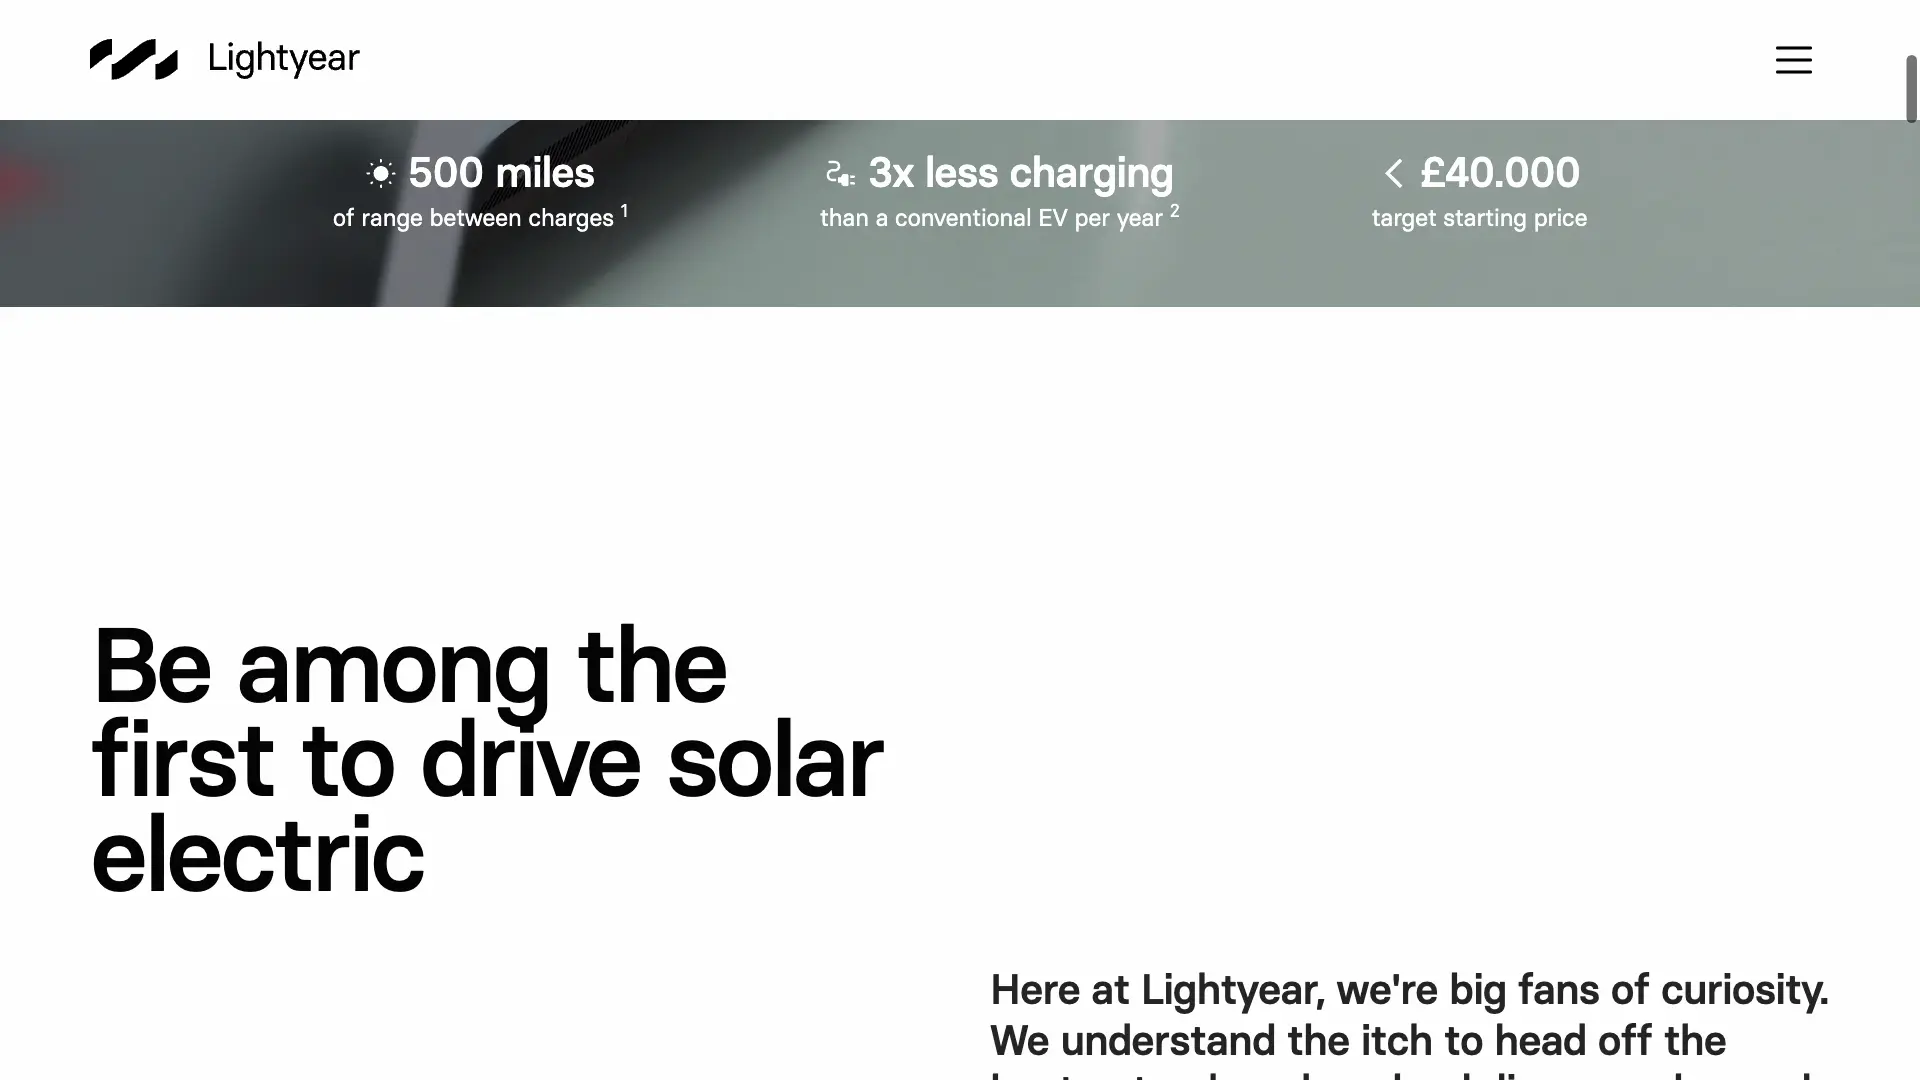 Lightyear
500 miles
of range between charges 1
3x less charging
than a conventional EV per year 2
< £40.000
target starting price
Be among the
first to drive solar
electric
Here at Lightyear, we're big fans of curiosity.
We understand the itch to head off the